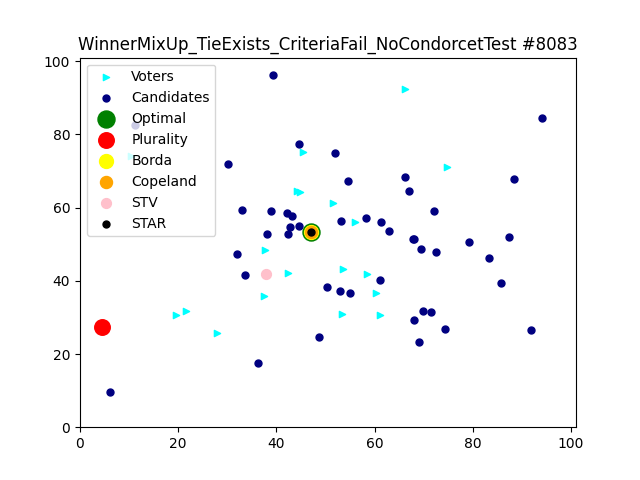 WinnerMixUp_TieExists_CriteriaFail_NoCondorcetTest #8083
100
80
60
40
20
0
0 20 40 60 80 100
Voters
Candidates
Optimal
Plurality
Borda
Copeland
STV
STAR